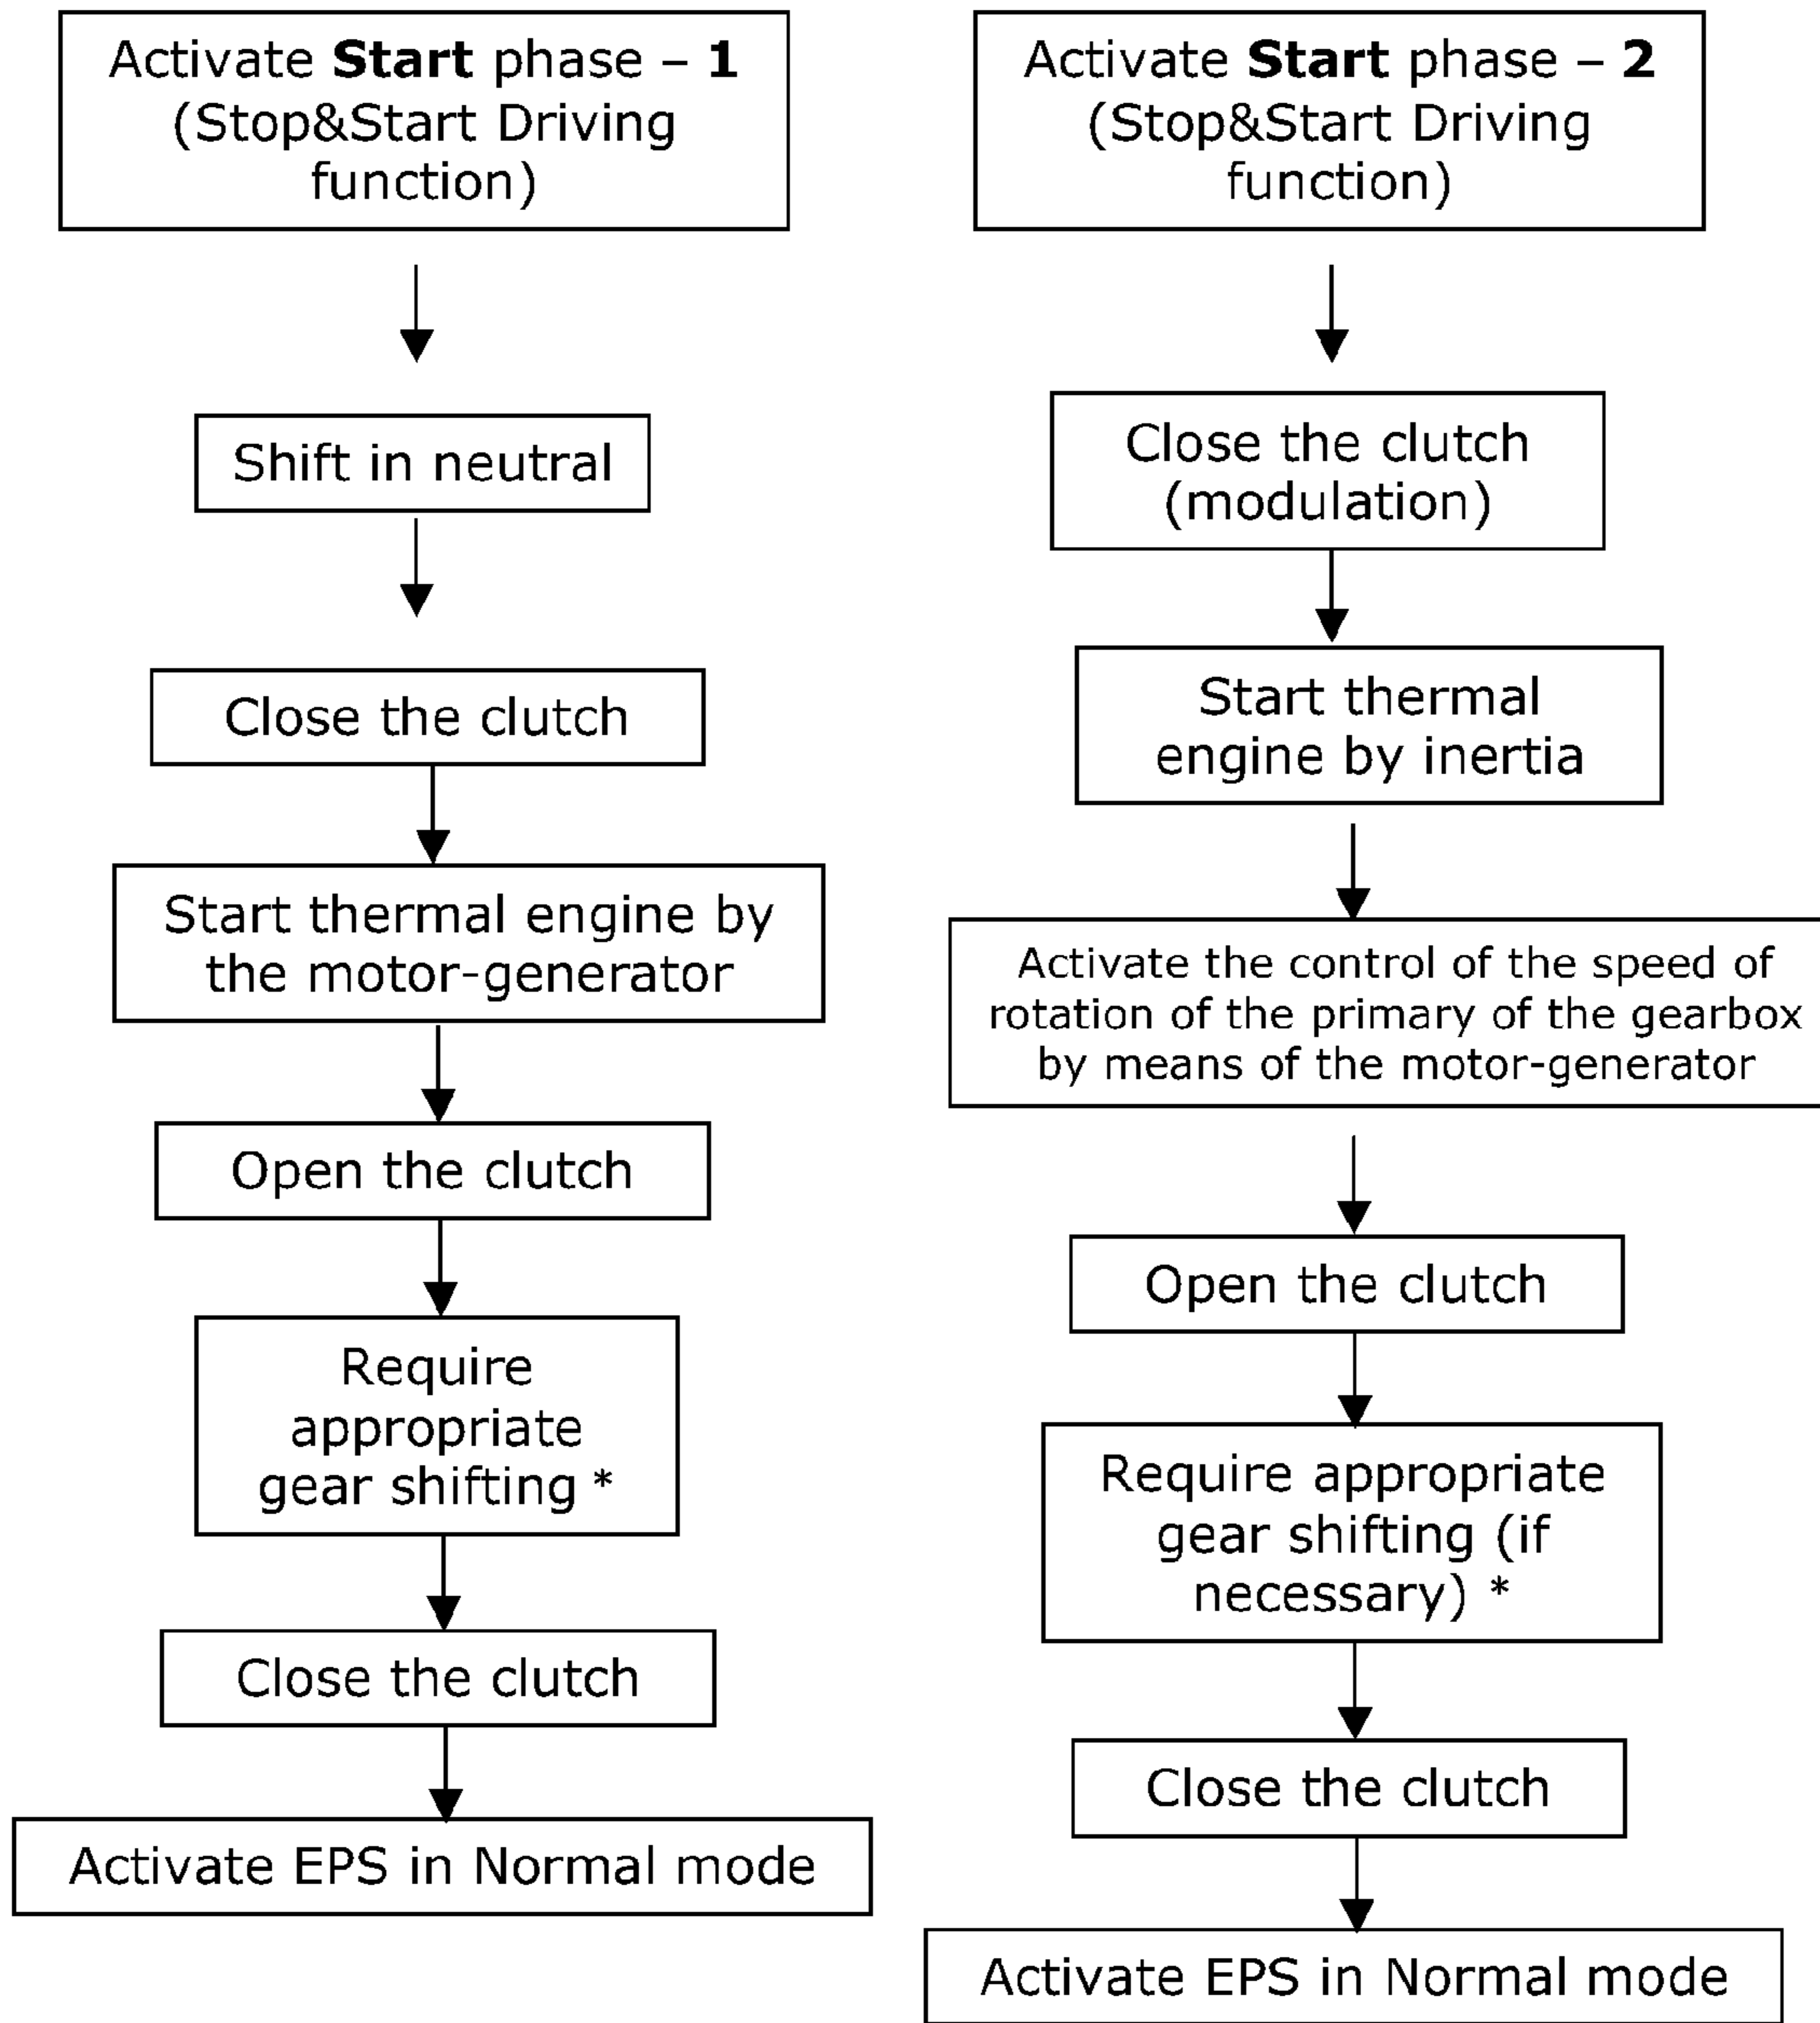 Activate Start phase – 1
(Stop&Start Driving
function)
Shift in neutral
Close the clutch
Start thermal engine by
the motor-generator
Open the clutch
Require
appropriate
gear shifting *
Close the clutch
Activate EPS in Normal mode
Activate Start phase – 2
(Stop&Start Driving
function)
Close the clutch
(modulation)
Start thermal
engine by inertia
Activate the control of the speed of
rotation of the primary of the gearbox
by means of the motor-generator
Open the clutch
Require appropriate
gear shifting (if
necessary) *
Close the clutch
Activate EPS in Normal mode